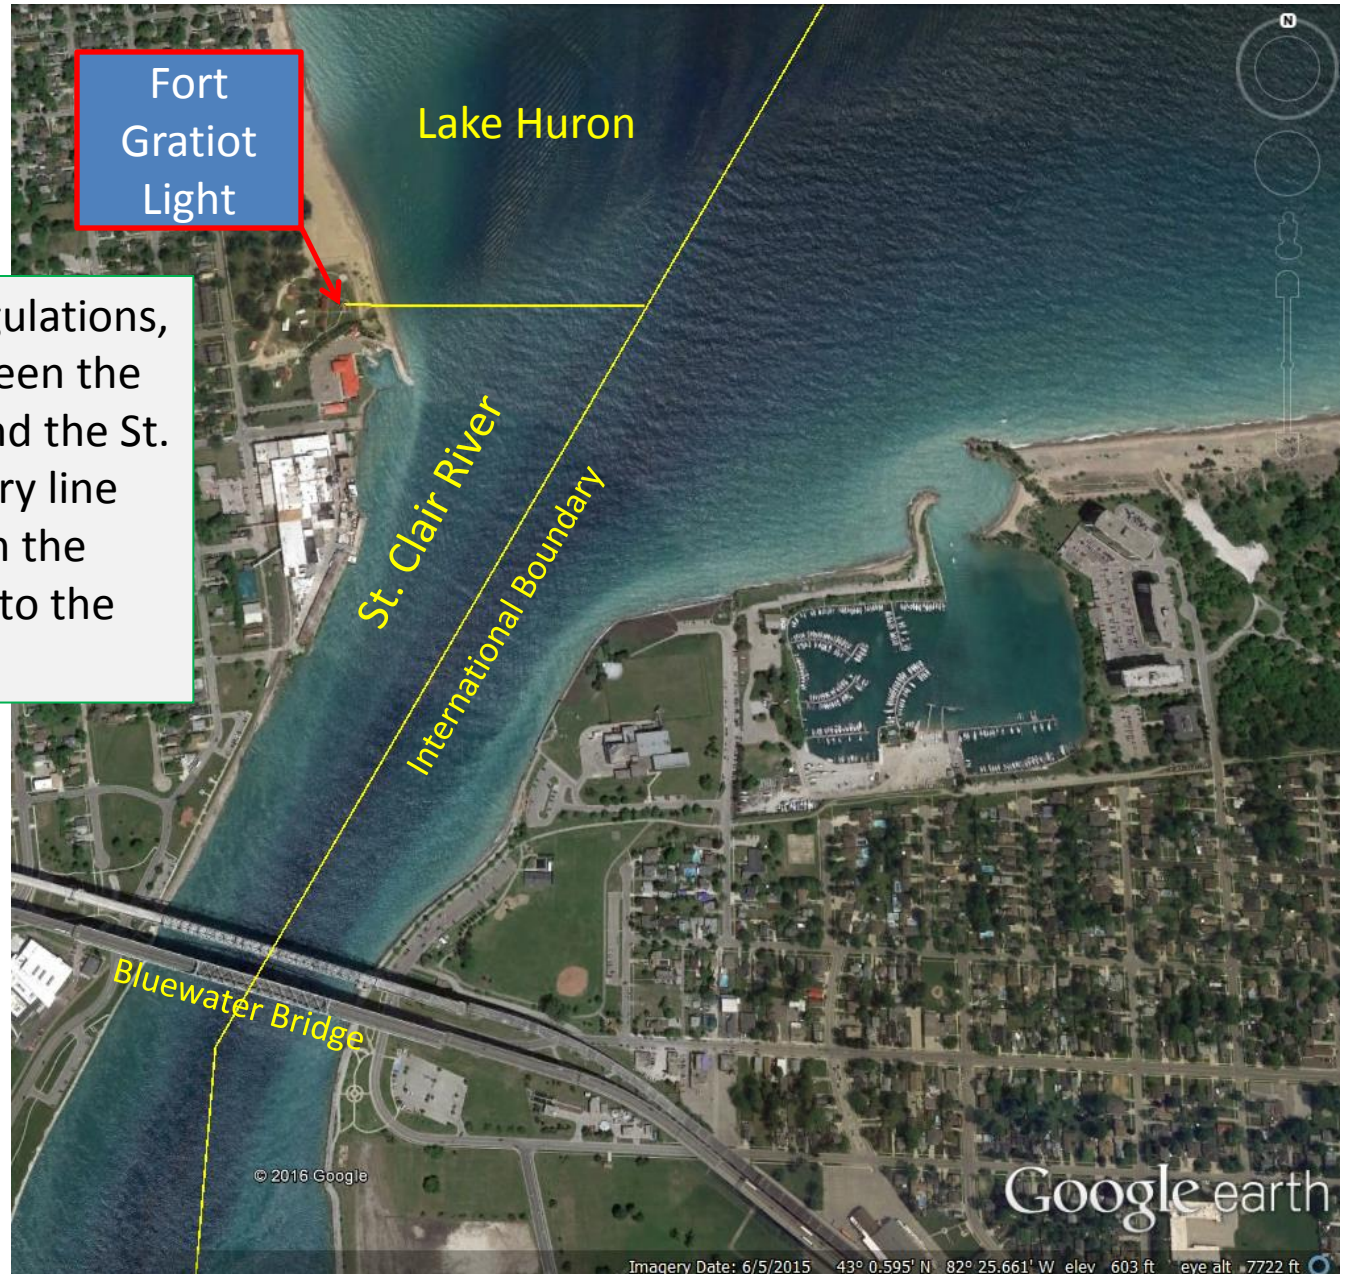 N
Fort
Gratiot
Light
Lake Huron
gulations,
een the
nd the St.
ry line
n the
to the
St. Clair River
International Boundary
Bluewater Bridge
© 2016 Google
Google earth
Imagery Date: 6/5/2015 43° 0.595' N 82° 25.661' W elev 603 ft eye alt 7722 ft